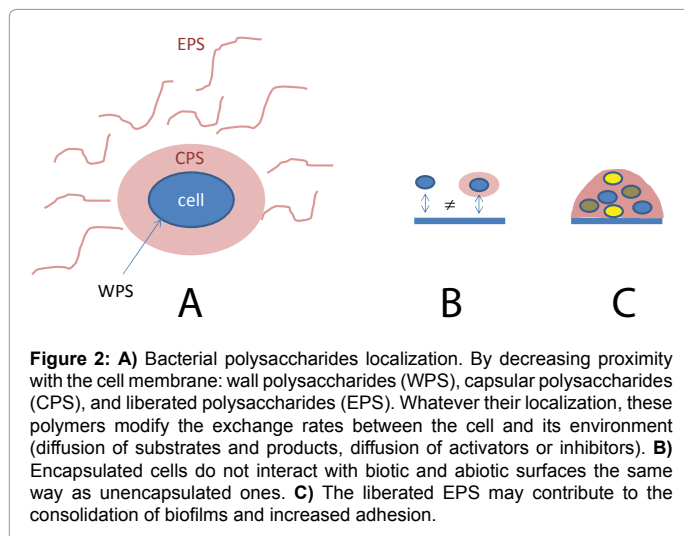 EPS
CPS
cell
WPS
≠
A
B
C
Figure 2: A) Bacterial polysaccharides localization. By decreasing proximity
with the cell membrane: wall polysaccharides (WPS), capsular polysaccharides
(CPS), and liberated polysaccharides (EPS). Whatever their localization, these
polymers modify the exchange rates between the cell and its environment
(diffusion of substrates and products, diffusion of activators or inhibitors). B)
Encapsulated cells do not interact with biotic and abiotic surfaces the same
way as unencapsulated ones. C) The liberated EPS may contribute to the
consolidation of biofilms and increased adhesion.